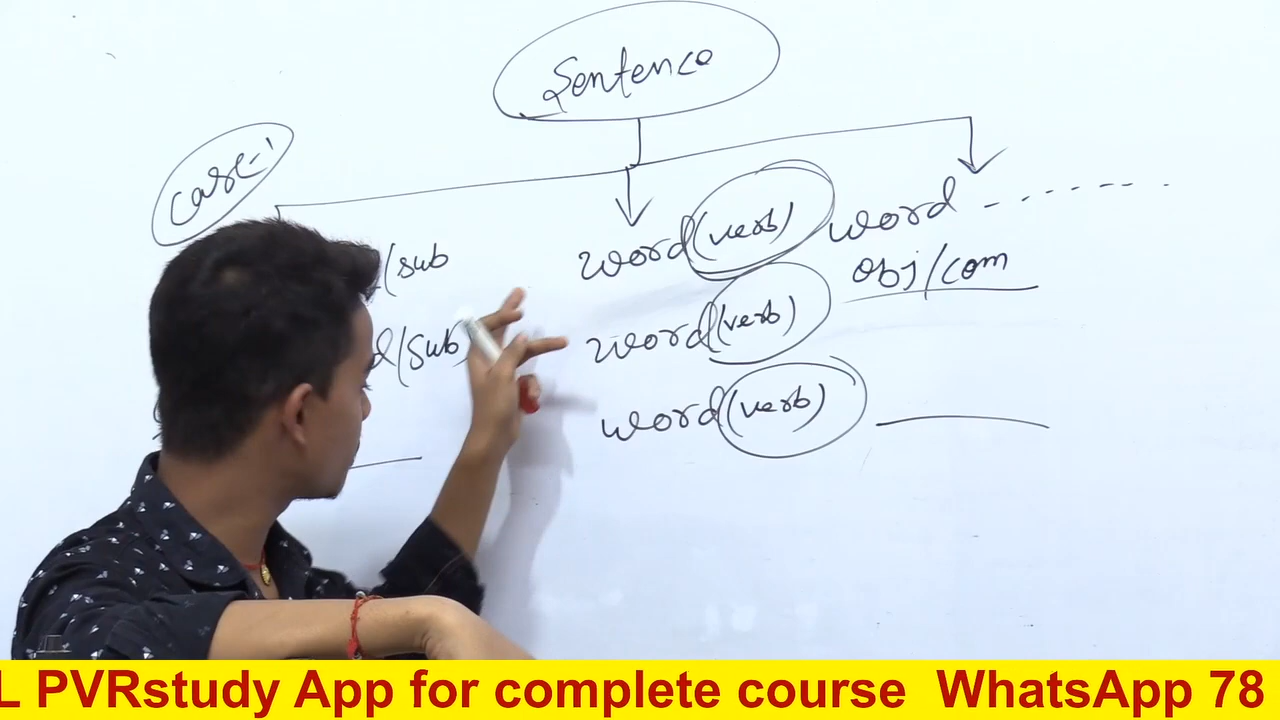 Sentence
Case-1
(sub word(verb) word - - - - - -
obj/com
d(sub) word(verb)
word(verb)
L PVRstudy App for complete course WhatsApp 78